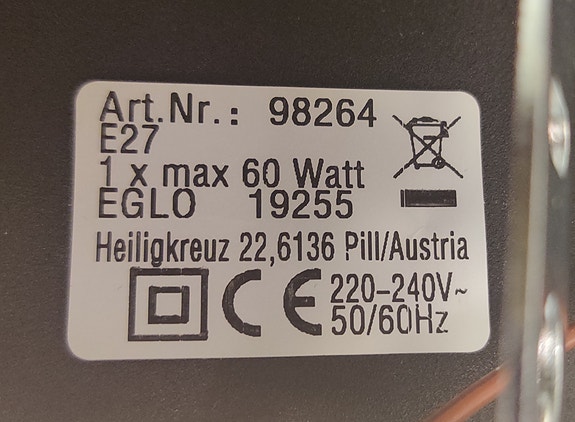 Art.Nr.: 98264
E27
1 x max 60 Watt
EGLO 19255
Heiligkreuz 22,6136 Pill/Austria
CE 220-240V~
50/60Hz